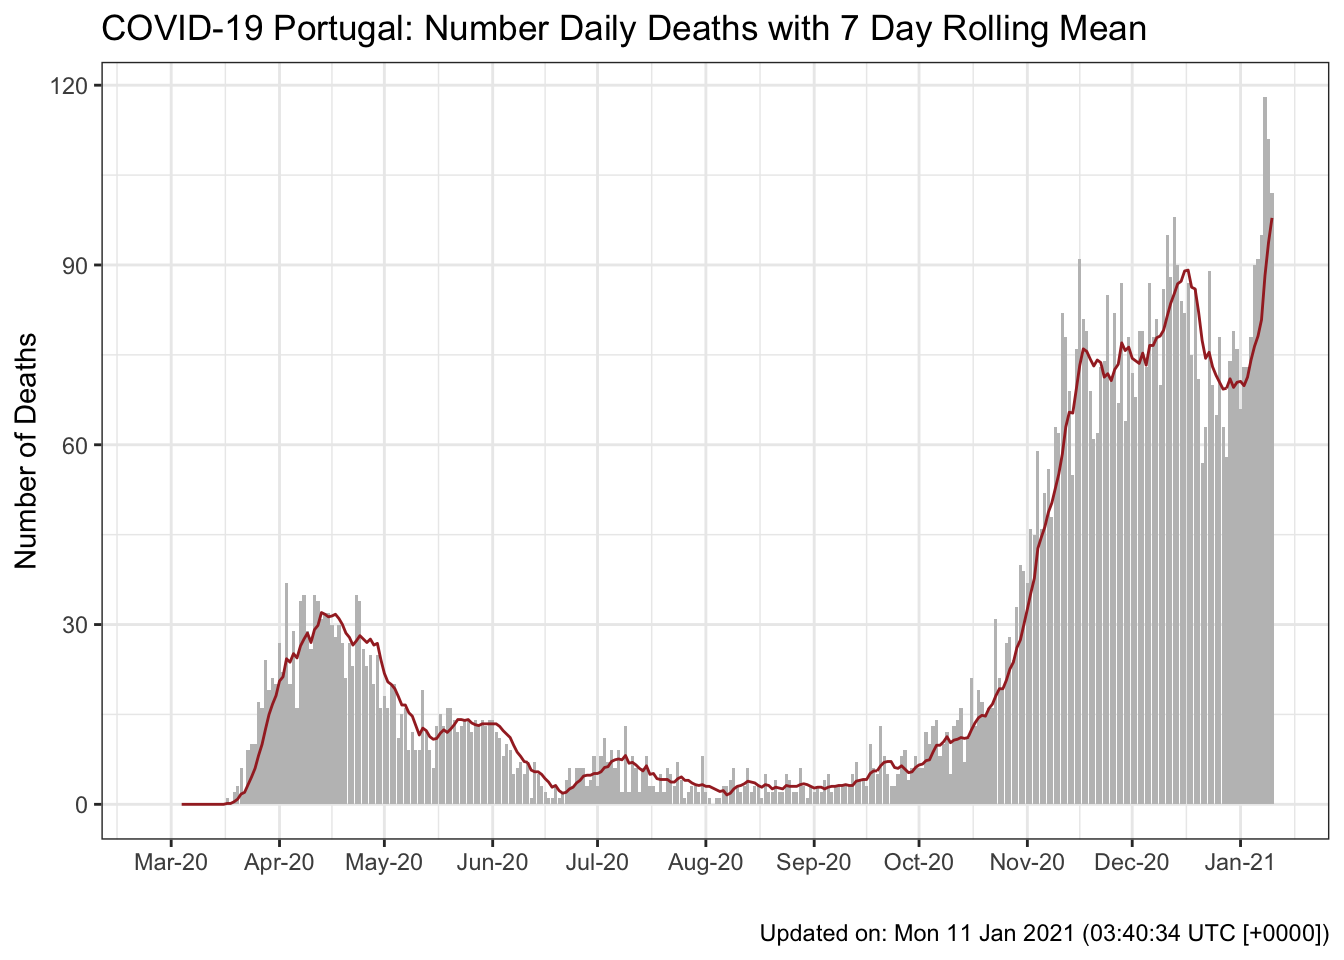 COVID-19 Portugal: Number Daily Deaths with 7 Day Rolling Mean
Number of Deaths
120
90
60
30
0
Mar-20 Apr-20 May-20 Jun-20 Jul-20 Aug-20 Sep-20 Oct-20 Nov-20 Dec-20 Jan-21
Updated on: Mon 11 Jan 2021 (03:40:34 UTC [+0000])